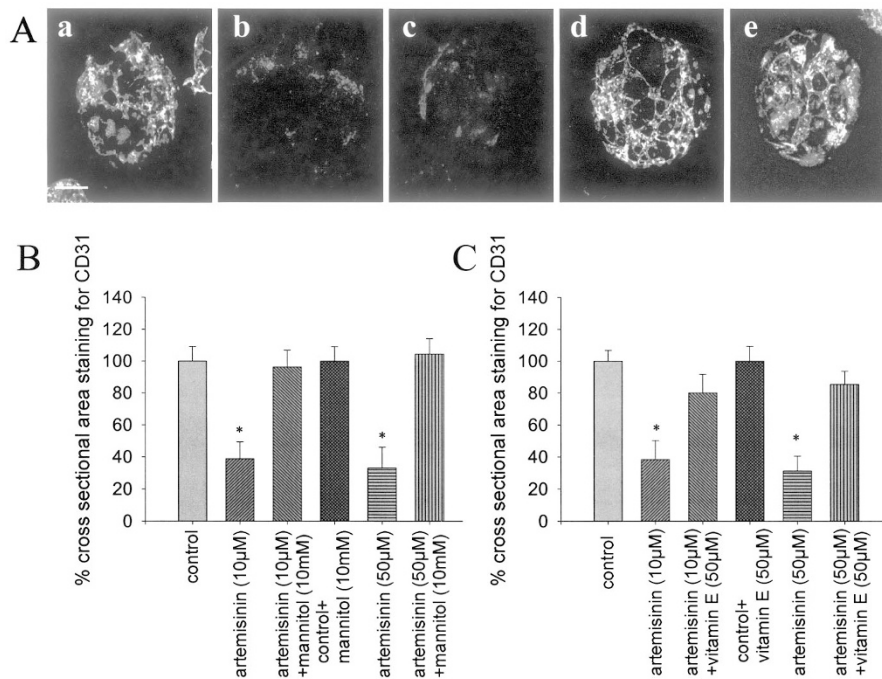 A
a
b
c
d
e
B
% cross sectional area staining for CD31
140
120
100
80
60
40
20
0
*
*
control
artemisinin (10µM)
artemisinin (10µM)
+mannitol (10mM)
control+
mannitol (10mM)
artemisinin (50µM)
artemisinin (50µM)
+mannitol (10mM)
C
% cross sectional area staining for CD31
140
120
100
80
60
40
20
0
*
*
control
artemisinin (10µM)
artemisinin (10µM)
+vitamin E (50µM)
control+
vitamin E (50µM)
artemisinin (50µM)
artemisinin (50µM)
+vitamin E (50µM)